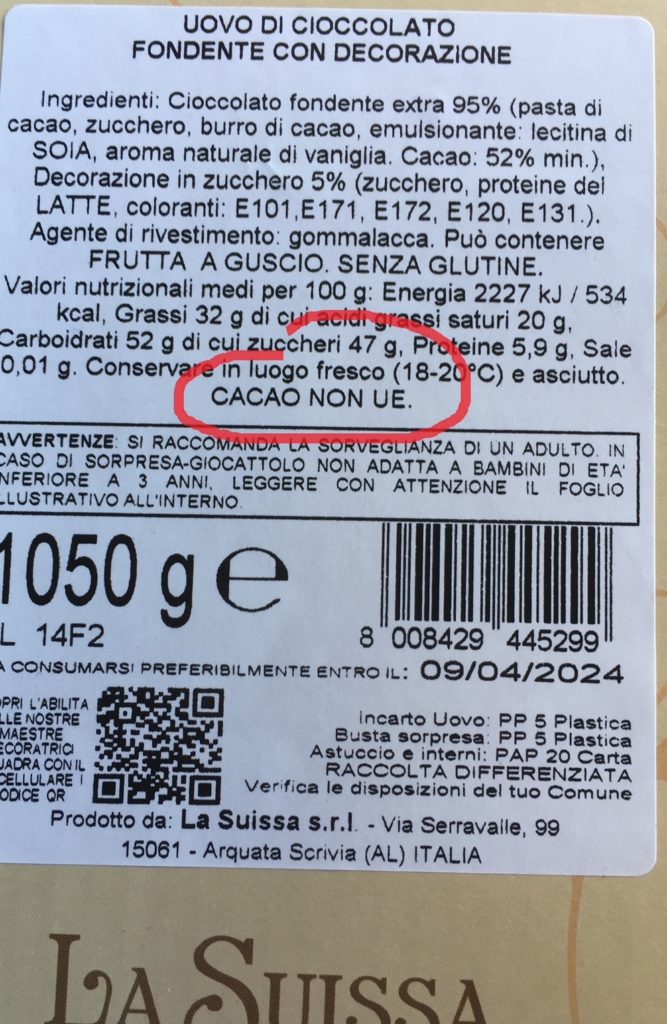 UOVO DI CIOCCOLATO
FONDENTE CON DECORAZIONE
Ingredienti: Cioccolato fondente extra 95% (pasta di
cacao, zucchero, burro di cacao, emulsionante: lecitina di
SOIA, aroma naturale di vaniglia. Cacao: 52% min.),
Decorazione in zucchero 5% (zucchero, proteine del
LATTE, coloranti: E101,E171, E172, E120, E131.).
Agente di rivestimento: gommalacca. Può contenere
FRUTTA A GUSCIO. SENZA GLUTINE.
Valori nutrizionali medi per 100 g: Energia 2227 kJ / 534
kcal, Grassi 32 g di cui acidi grassi saturi 20 g,
Carboidrati 52 g di cui zuccheri 47 g, Proteine 5,9 g, Sale
0,01 g. Conservare in luogo fresco (18-20°C) e asciutto.
CACAO NON UE.
AVVERTENZE: SI RACCOMANDA LA SORVEGLIANZA DI UN ADULTO. IN
CASO DI SORPRESA-GIOCATTOLO NON ADATTA A BAMBINI DI ETA'
INFERIORE A 3 ANNI, LEGGERE CON ATTENZIONE IL FOGLIO
ILLUSTRATIVO ALL'INTERNO.
1050 g e
L 14F2
8 008429 445299
A CONSUMARSI PREFERIBILMENTE ENTRO IL: 09/04/2024
OPRI L'ABILITA
LLE NOSTRE
MAESTRE
ECORATRICI
UADRA CON IL
CELLULARE I
ODICE QR
Incarto Uovo: PP 5 Plastica
Busta sorpresa: PP 5 Plastica
Astuccio e interni: PAP 20 Carta
RACCOLTA DIFFERENZIATA
Verifica le disposizioni del tuo Comune
Prodotto da: La Suissa s.r.l. - Via Serravalle, 99
15061 - Arquata Scrivia (AL) ITALIA
LA SUISSA